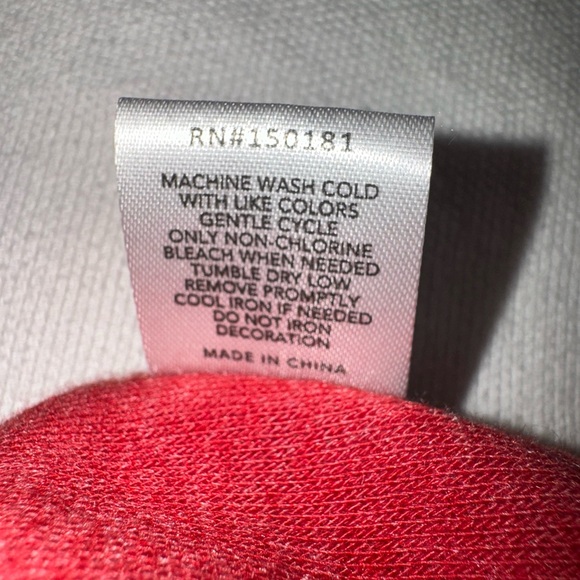 RN#150181
MACHINE WASH COLD
WITH LIKE COLORS
GENTLE CYCLE
ONLY NON-CHLORINE
BLEACH WHEN NEEDED
TUMBLE DRY LOW
REMOVE PROMPTLY
COOL IRON IF NEEDED
DO NOT IRON
DECORATION
MADE IN CHINA